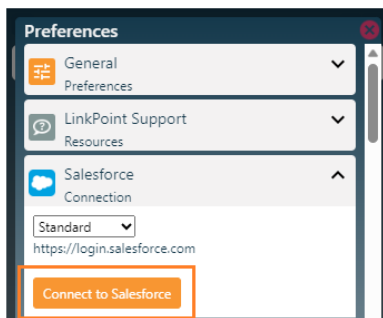 Preferences
General
Preferences
LinkPoint Support
Resources
Salesforce
Connection
Standard
https://login.salesforce.com
Connect to Salesforce